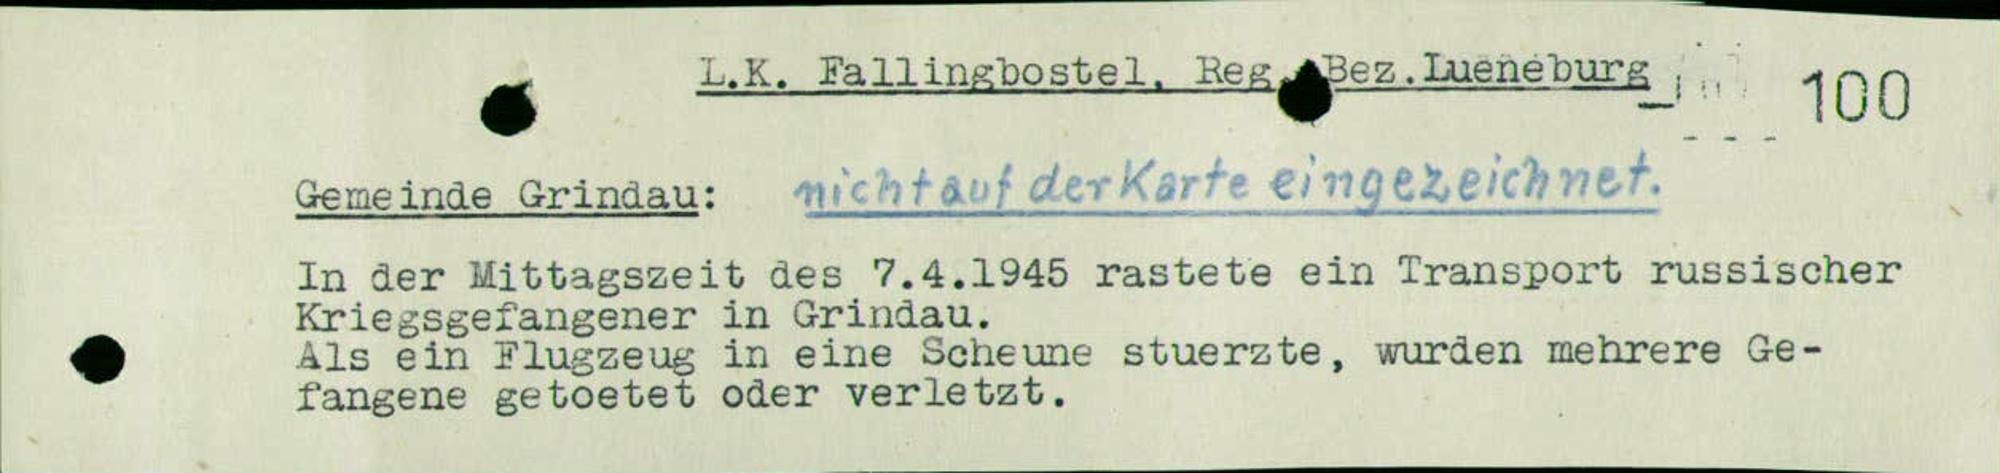 L.K. Fallingbostel, Reg. Bez.Lueneburg
100
Gemeinde Grindau: nicht auf der Karte eingezeichnet.
In der Mittagszeit des 7.4.1945 rastete ein Transport russischer
Kriegsgefangener in Grindau.
Als ein Flugzeug in eine Scheune stuerzte, wurden mehrere Ge-
fangene getoetet oder verletzt.